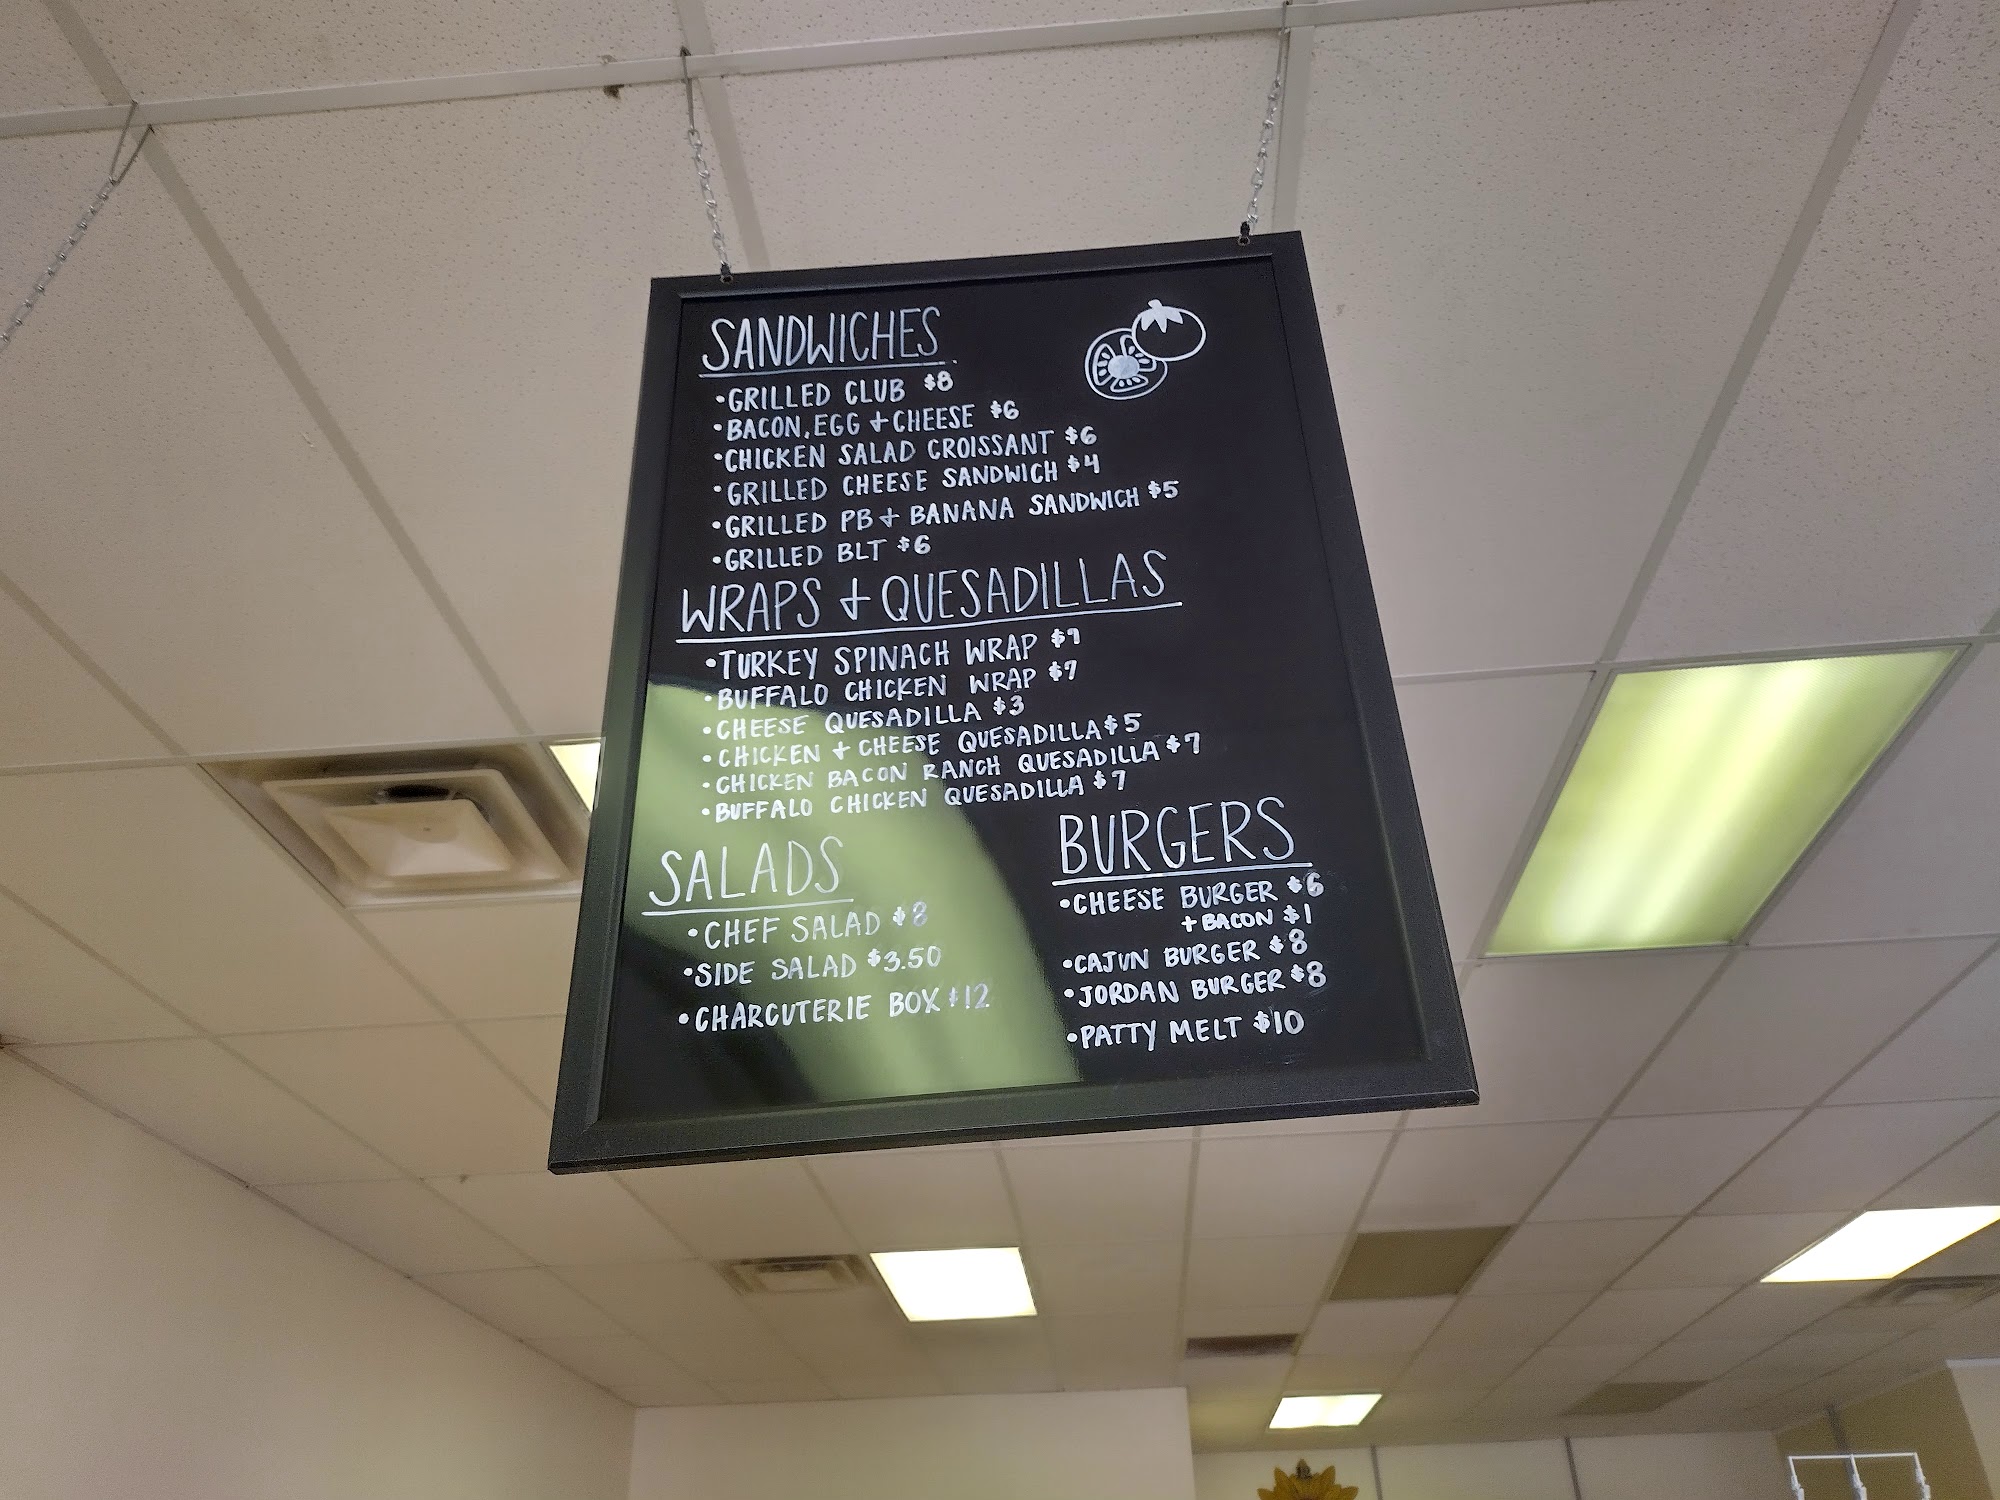 SANDWICHES
•GRILLED CLUB $8
•BACON, EGG + CHEESE $6
•CHICKEN SALAD CROISSANT $6
•GRILLED CHEESE SANDWICH $4
•GRILLED PB + BANANA SANDWICH $5
•GRILLED BLT $6
WRAPS + QUESADILLAS
•TURKEY SPINACH WRAP $7
•BUFFALO CHICKEN WRAP $7
•CHEESE QUESADILLA $3
•CHICKEN + CHEESE QUESADILLA $5
•CHICKEN BACON RANCH QUESADILLA $7
•BUFFALO CHICKEN QUESADILLA $7
SALADS
•CHEF SALAD $8
•SIDE SALAD $3.50
•CHARCUTERIE BOX $12
BURGERS
•CHEESE BURGER $6
+ BACON $1
•CAJUN BURGER $8
•JORDAN BURGER $8
•PATTY MELT $10